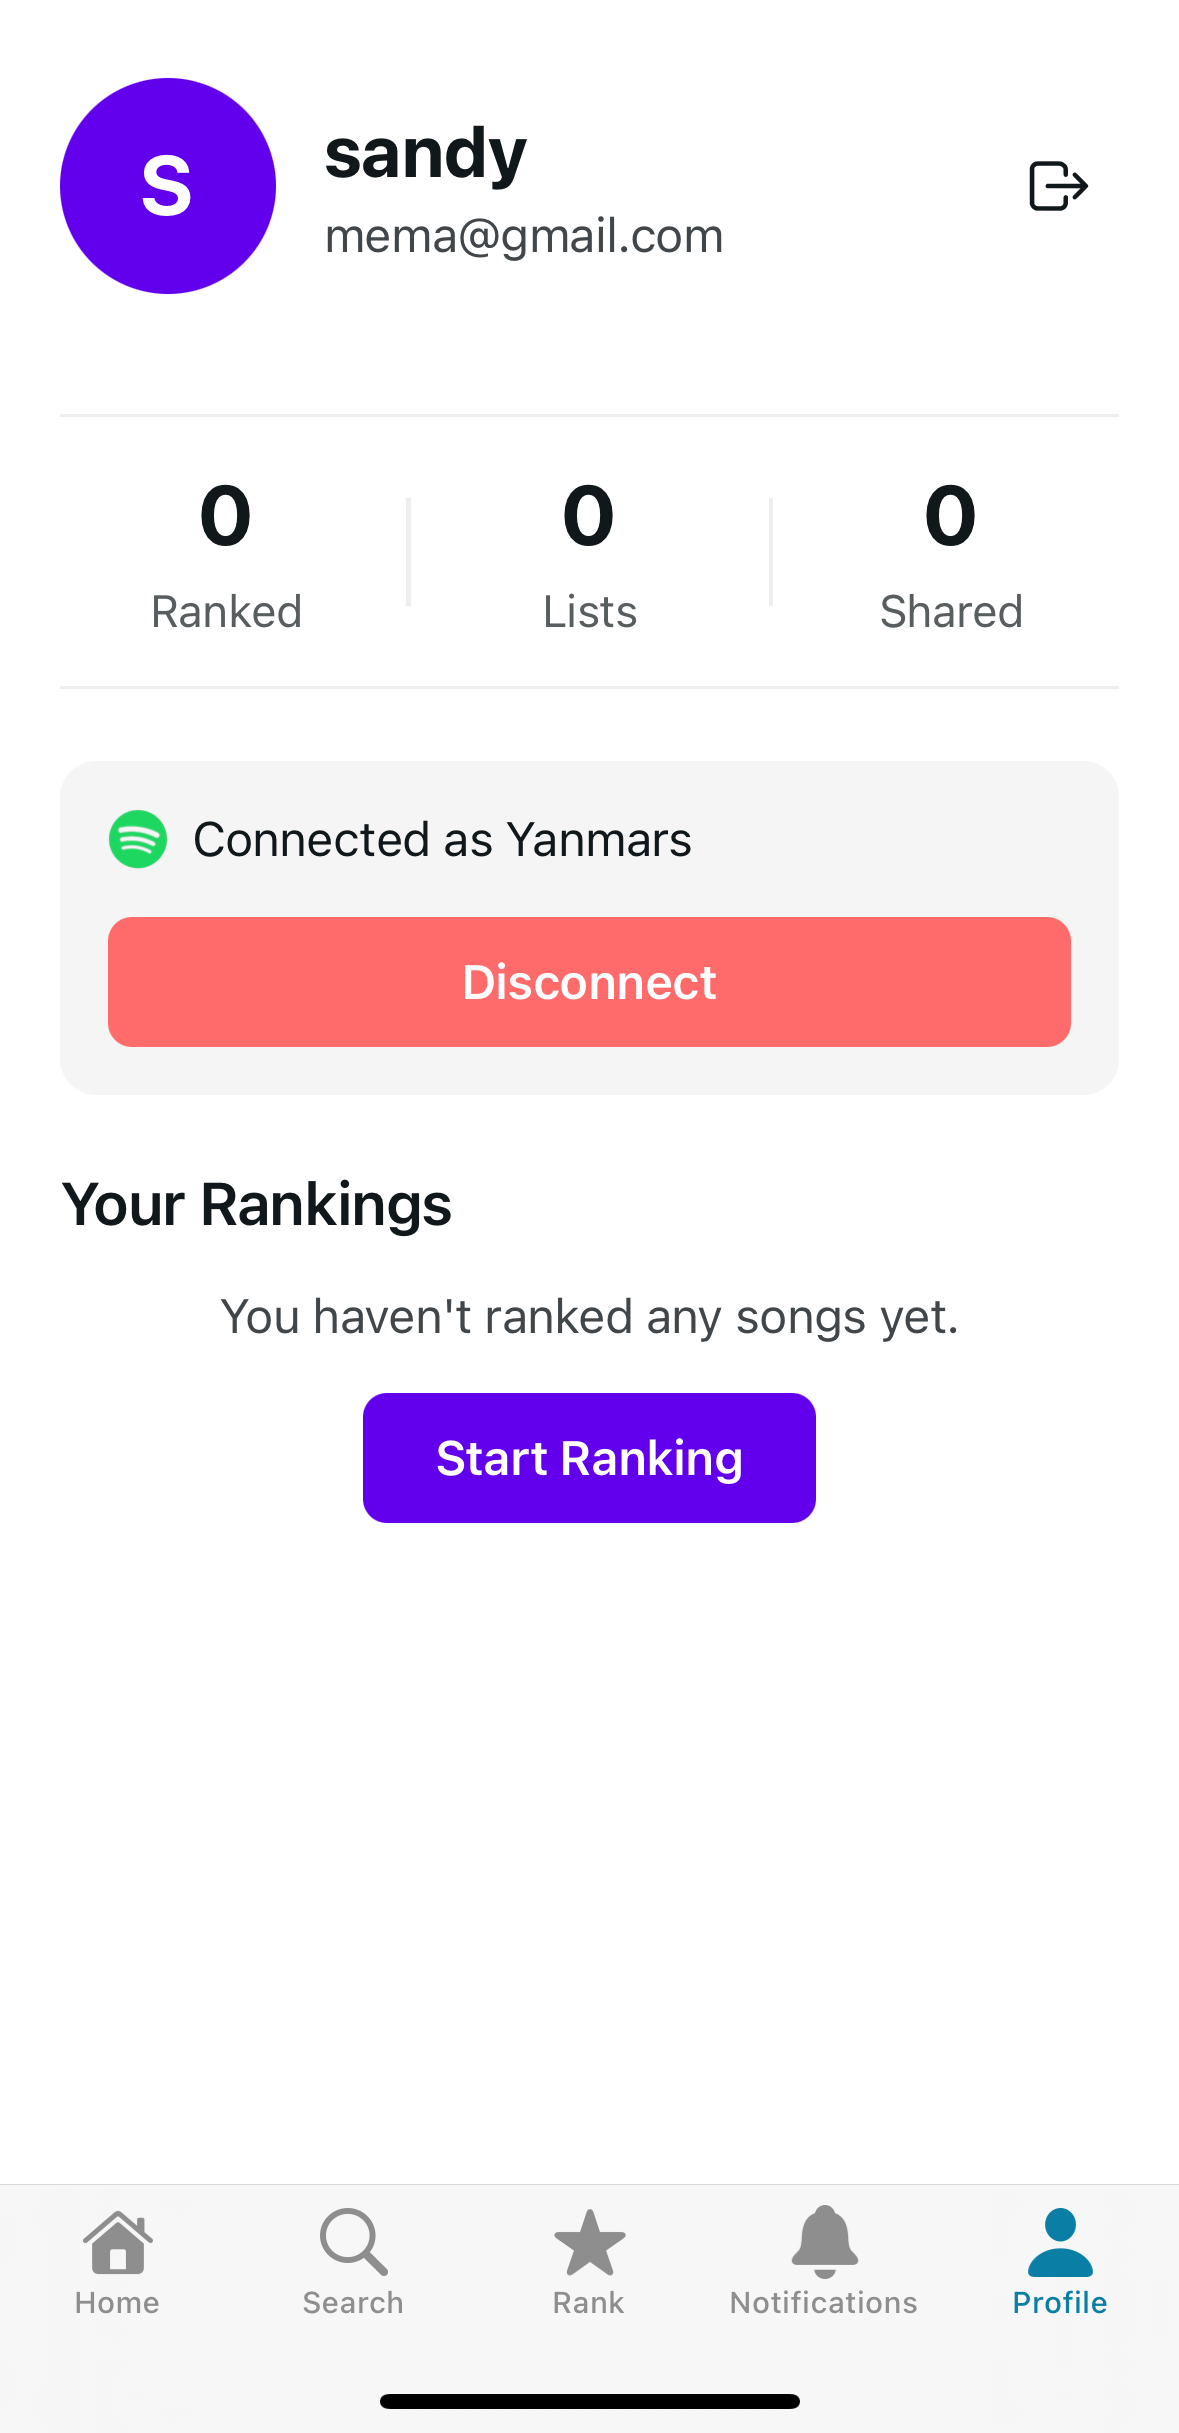 S
sandy
mema@gmail.com
0
Ranked
0
Lists
0
Shared
Connected as Yanmars
Disconnect
Your Rankings
You haven't ranked any songs yet.
Start Ranking
Home
Search
Rank
Notifications
Profile